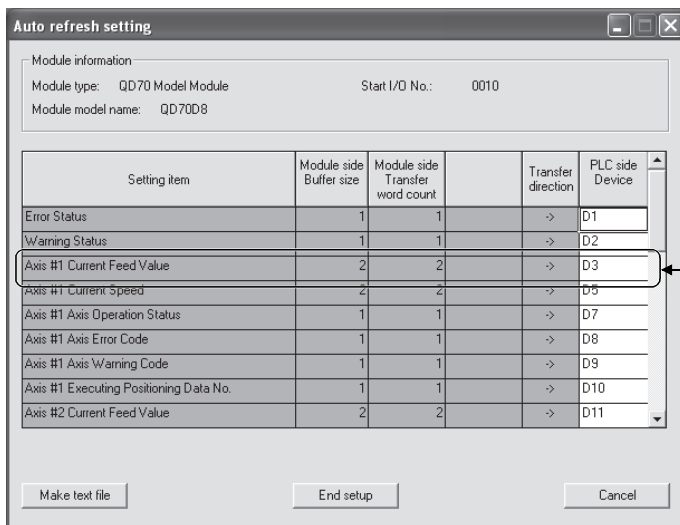 Auto refresh setting
Module information
Module type: QD70 Model Module Start I/O No.: 0010
Module model name: QD70D8
Setting item Module side Buffer size Module side Transfer word count Transfer direction PLC side Device
Error Status 1 1 -> D1
Warning Status 1 1 -> D2
Axis #1 Current Feed Value 2 2 -> D3
Axis #1 Current Speed 2 2 -> D5
Axis #1 Axis Operation Status 1 1 -> D7
Axis #1 Axis Error Code 1 1 -> D8
Axis #1 Axis Warning Code 1 1 -> D9
Axis #1 Executing Positioning Data No. 1 1 -> D10
Axis #2 Current Feed Value 2 2 -> D11
Make text file End setup Cancel